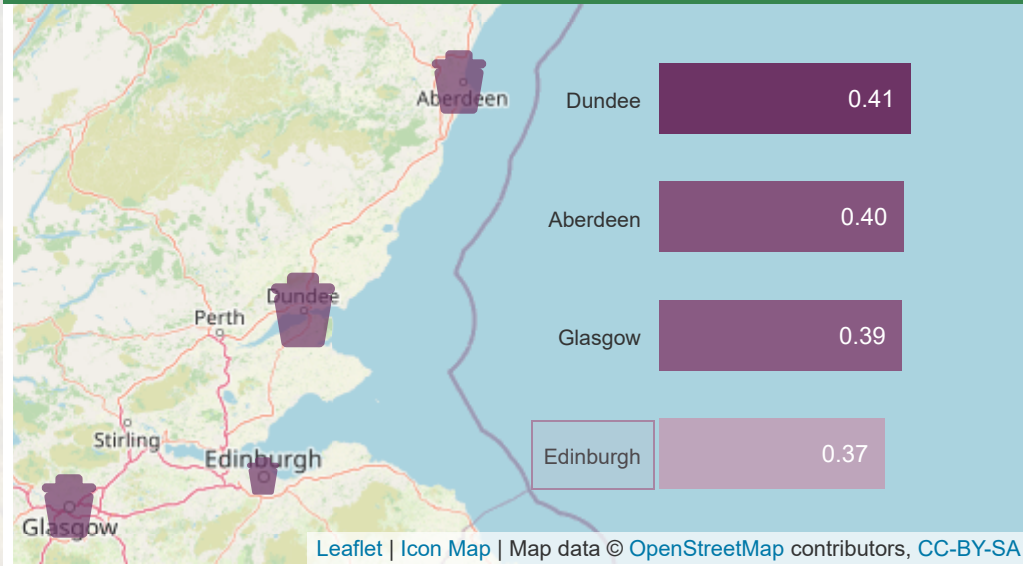 Aberdeen
Dundee
Perth
Stirling
Edinburgh
Glasgow
Dundee 0.41
Aberdeen 0.40
Glasgow 0.39
Edinburgh 0.37
Leaflet | Icon Map | Map data © OpenStreetMap contributors, CC-BY-SA